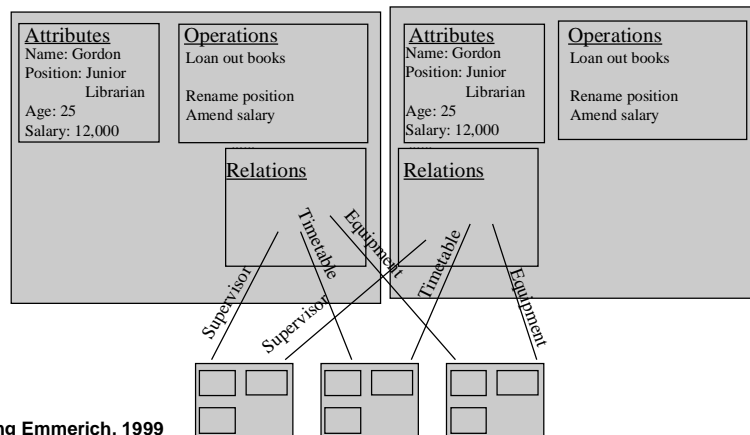 Attributes
Name: Gordon
Position: Junior
Librarian
Age: 25
Salary: 12,000
Operations
Loan out books
Rename position
Amend salary
Relations
Supervisor
Timetable
Equipment
Attributes
Name: Gordon
Position: Junior
Librarian
Age: 25
Salary: 12,000
......
Operations
Loan out books
Rename position
Amend salary
Relations
Supervisor
Timetable
Equipment
ng Emmerich, 1999